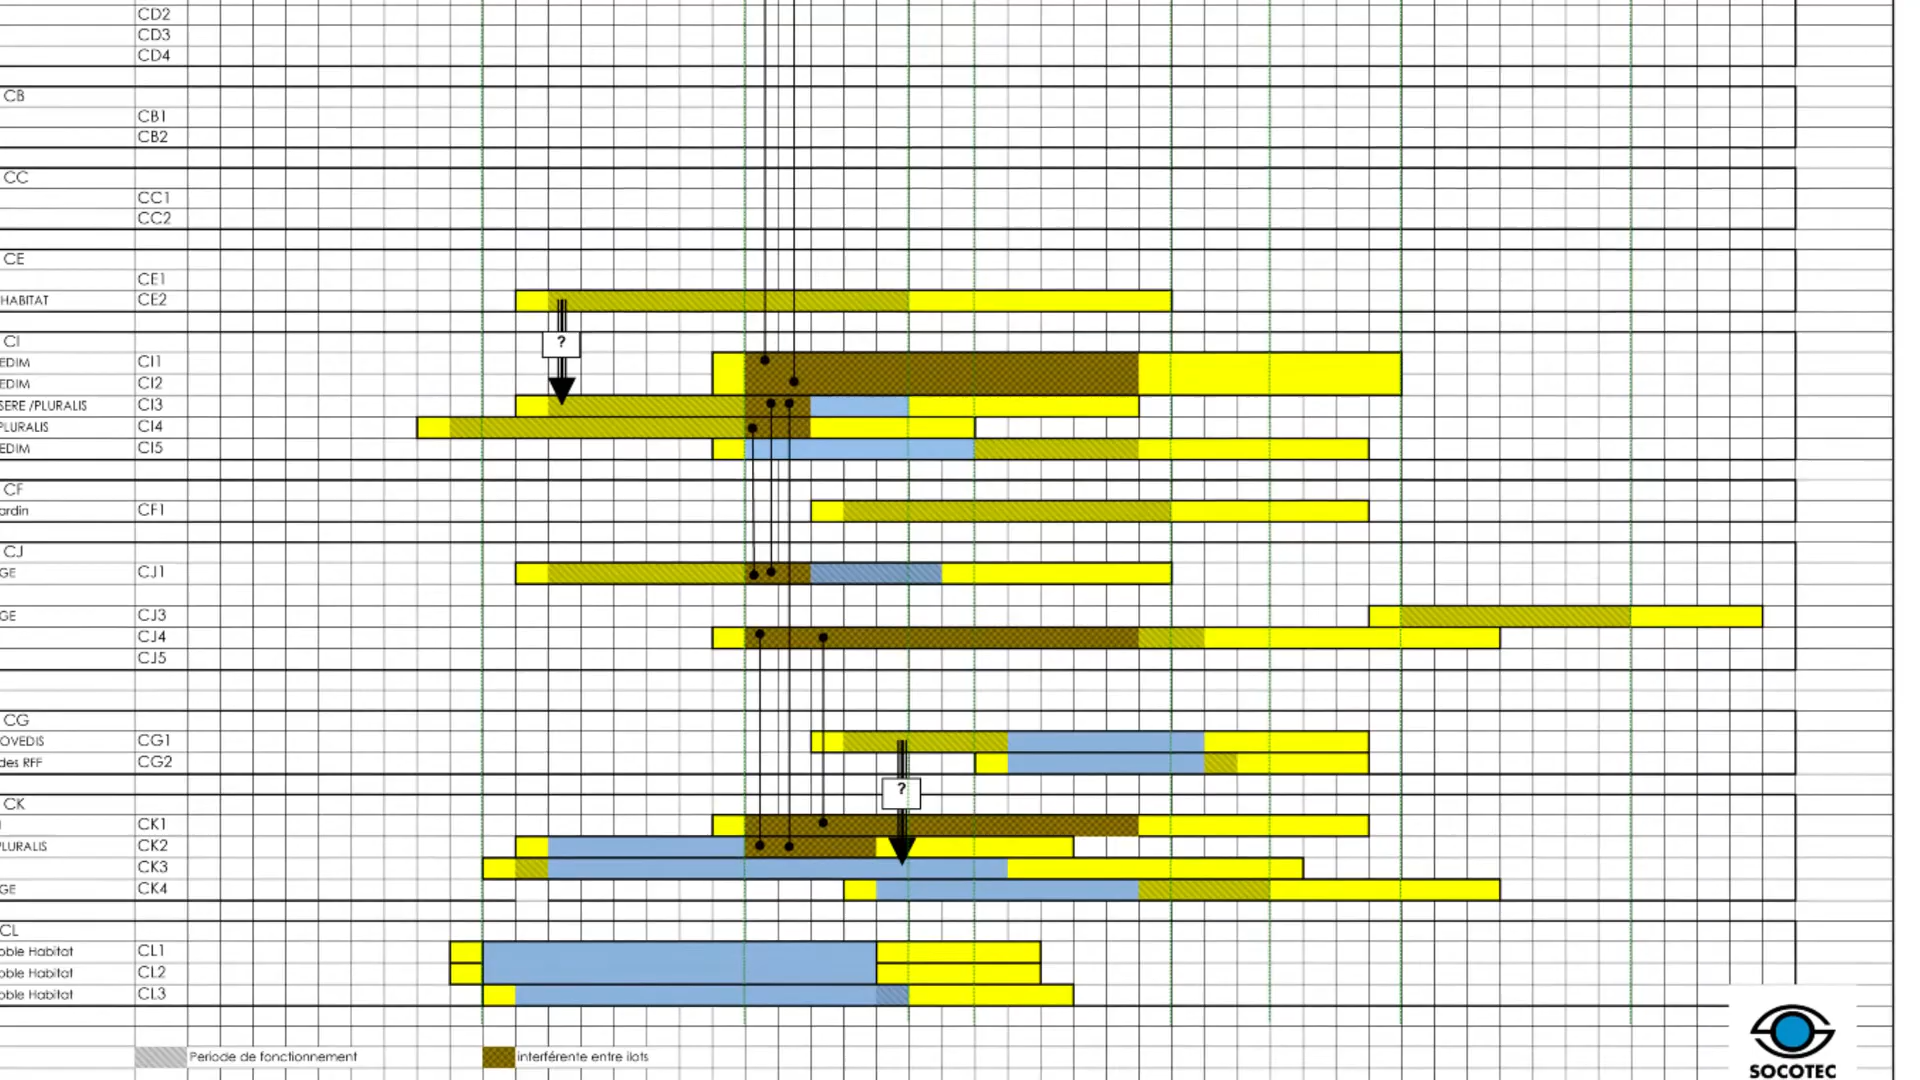 CD2
CD3
CD4
CB
CB1
CB2
CC
CC1
CC2
CE
CE1
HABITAT CE2
?
CI
EDIM CI1
EDIM CI2
SERE /PLURALIS CI3
PLURALIS CI4
EDIM CI5
CF
ardin CF1
CJ
GE CJ1
GE CJ3
CJ4
CJ5
CG
OVEDIS CG1
des RFF CG2
?
CK
CK1
LURALIS CK2
CK3
GE CK4
CL
oble Habitat CL1
oble Habitat CL2
oble Habitat CL3
Periode de fonctionnement interférente entre ilots
SOCOTEC